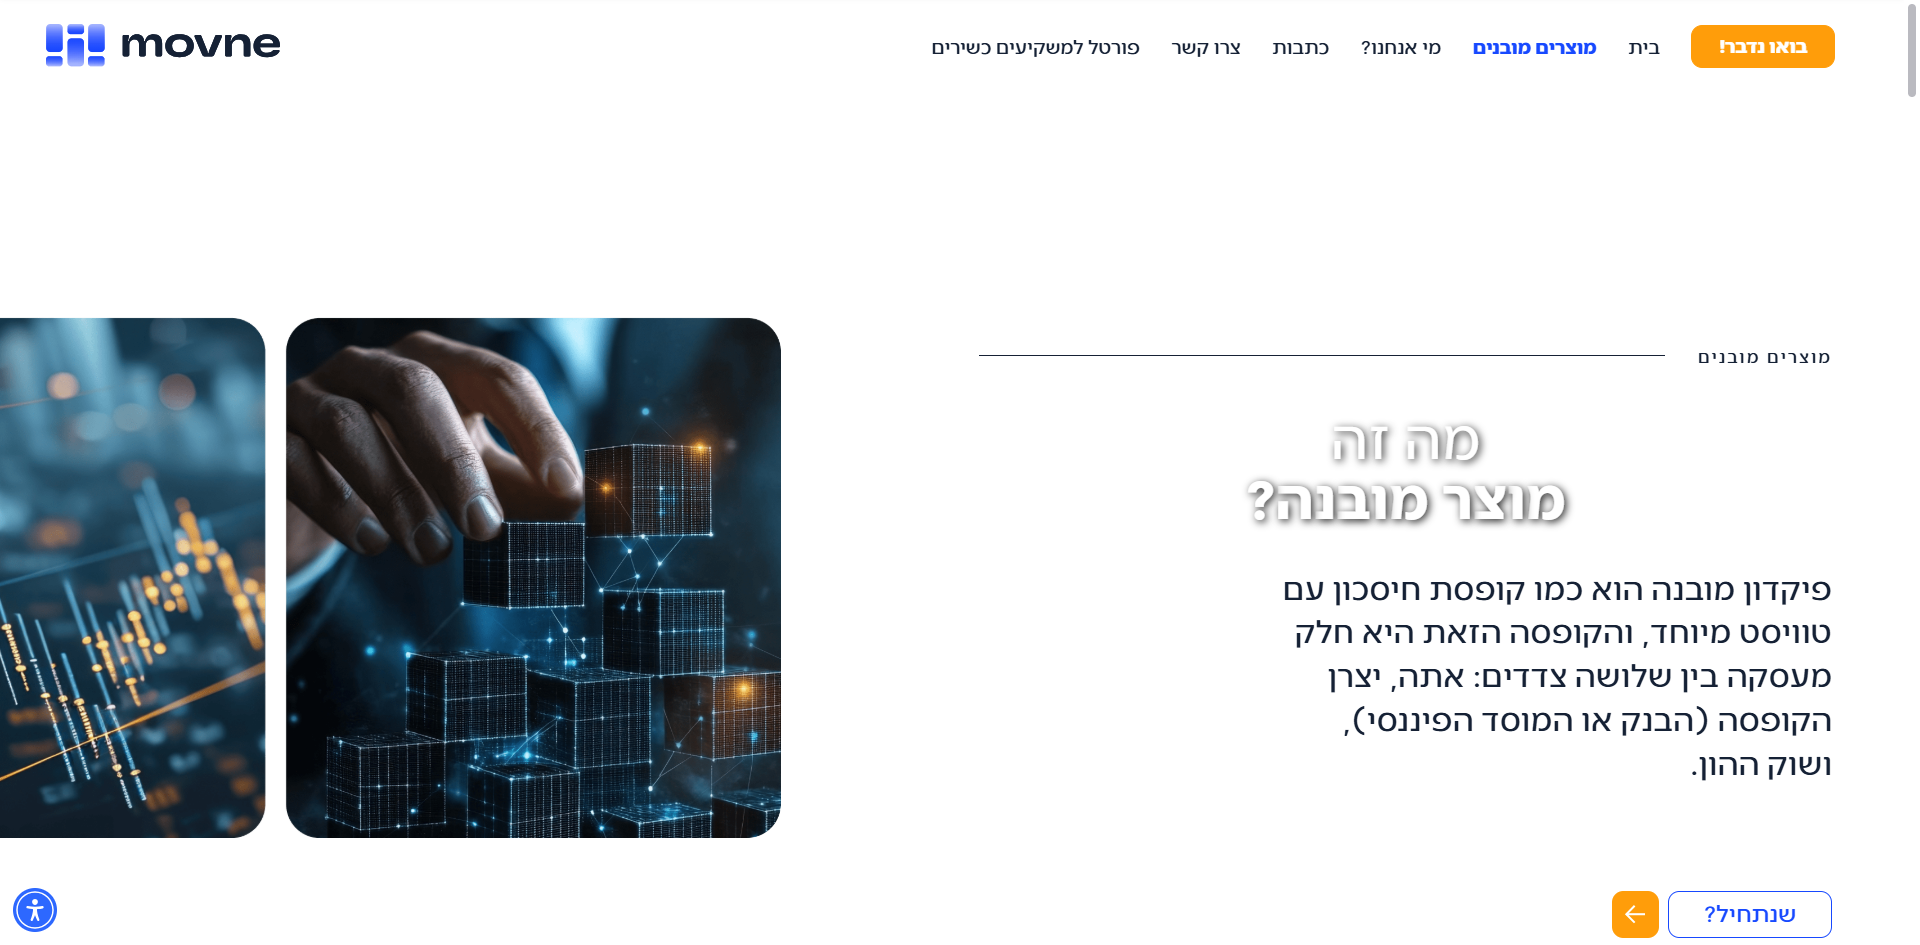 בואו נדבר!
בית
מוצרים מובנים
מי אנחנו?
כתבות
צרו קשר
פורטל למשקיעים כשירים
movne
מוצרים מובנים
מה זה
מוצר מובנה?
פיקדון מובנה הוא כמו קופסת חיסכון עם
טוויסט מיוחד, והקופסה הזאת היא חלק
מעסקה בין שלושה צדדים: אתה, יצרן
הקופסה (הבנק או המוסד הפיננסי),
ושוק ההון.
שנתחיל?